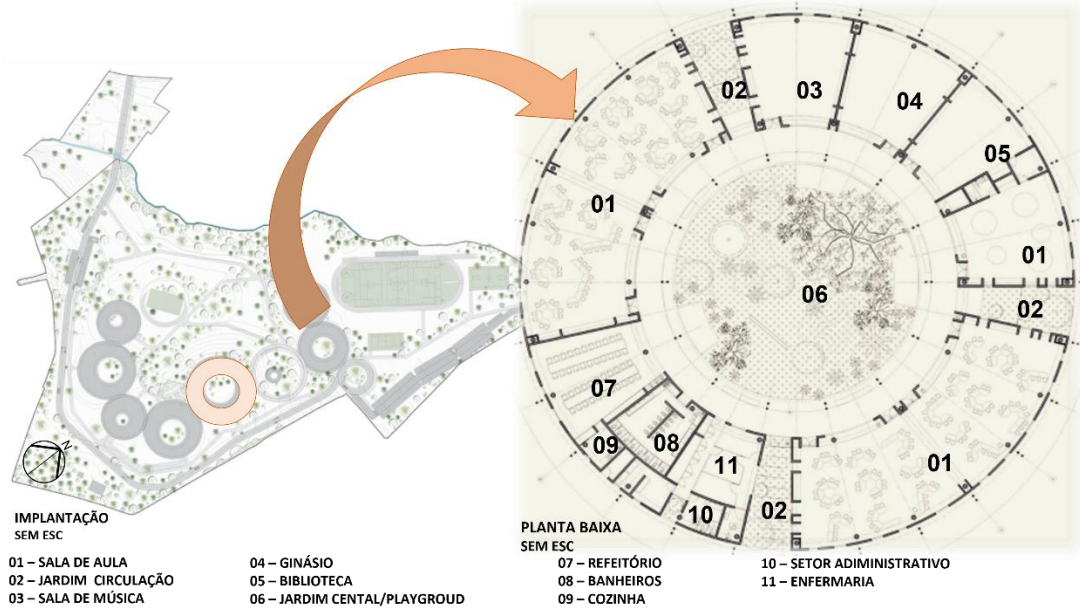 02
03
04
05
01
01
06
02
07
09
08
11
10
02
01
N
IMPLANTAÇÃO
SEM ESC
01 – SALA DE AULA
02 – JARDIM CIRCULAÇÃO
03 – SALA DE MÚSICA
04 – GINÁSIO
05 – BIBLIOTECA
06 – JARDIM CENTAL/PLAYGROUD
PLANTA BAIXA
SEM ESC
07 – REFEITÓRIO
08 – BANHEIROS
09 – COZINHA
10 – SETOR ADIMINISTRATIVO
11 – ENFERMARIA